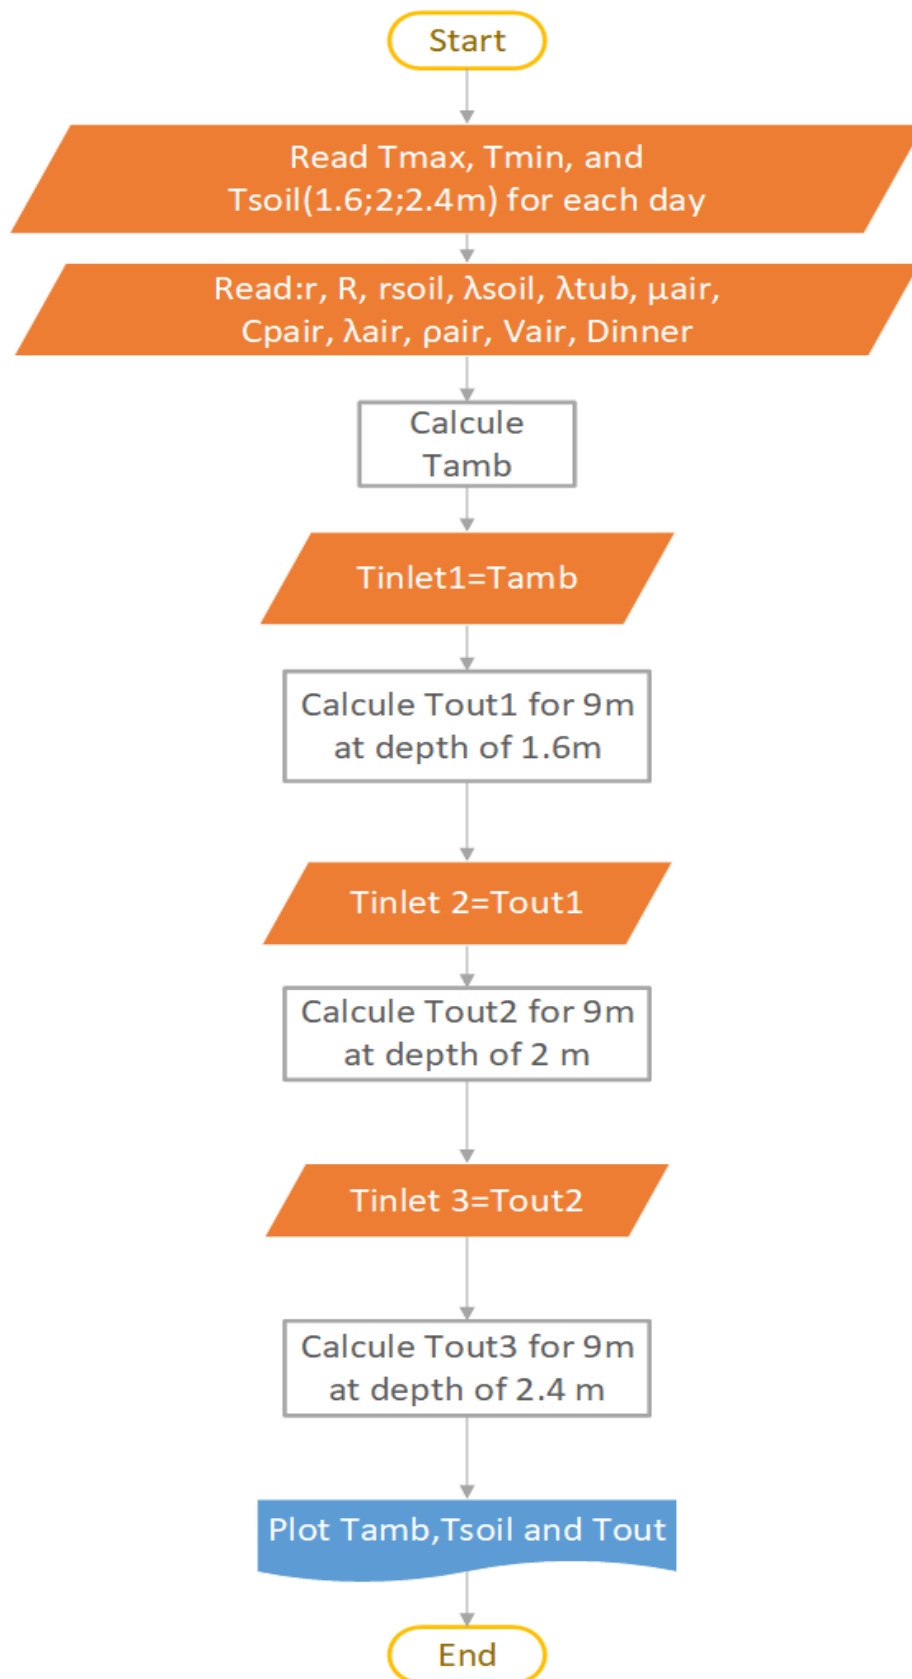 Start
Read Tmax, Tmin, and
Tsoil(1.6;2;2.4m) for each day
Read:r, R, rsoil, λsoil, λtub, μair,
Cpair, λair, ρair, Vair, Dinner
Calcule
Tamb
Tinlet1=Tamb
Calcule Tout1 for 9m
at depth of 1.6m
Tinlet 2=Tout1
Calcule Tout2 for 9m
at depth of 2 m
Tinlet 3=Tout2
Calcule Tout3 for 9m
at depth of 2.4 m
Plot Tamb,Tsoil and Tout
End